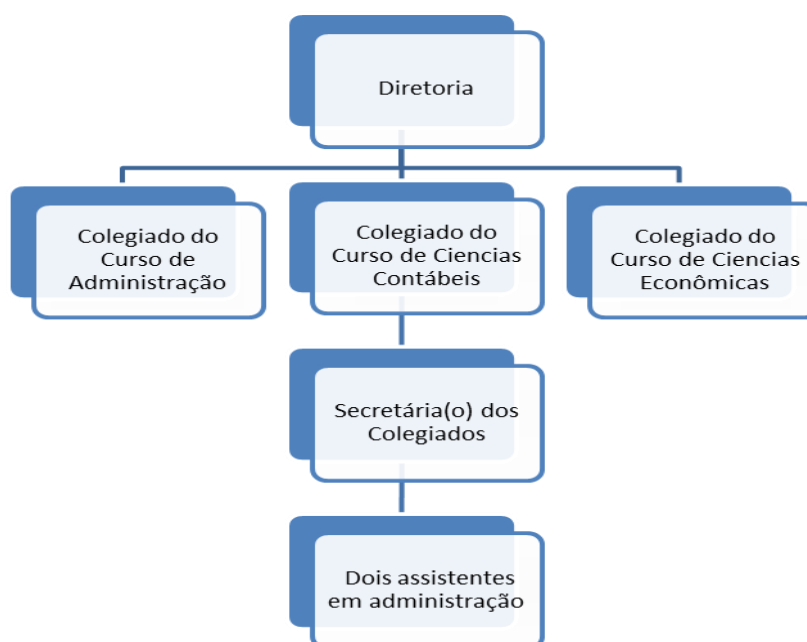 Diretoria
Colegiado do
Curso de
Administração
Colegiado do
Curso de Ciencias
Contábeis
Colegiado do
Curso de Ciencias
Econômicas
Secretária(o) dos
Colegiados
Dois assistentes
em administração